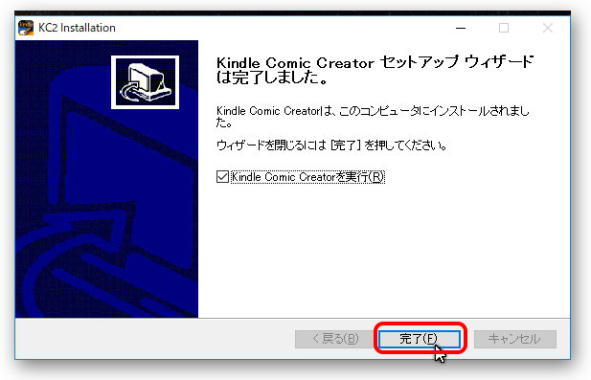 KC2 Installation
Kindle Comic Creator セットアップ ウィザード
は完了しました。
Kindle Comic Creatorは、このコンピュータにインストールされまし
た。
ウィザードを閉じるには [完了] を押してください。
Kindle Comic Creatorを実行(R)
< 戻る(B)
完了(F)
キャンセル